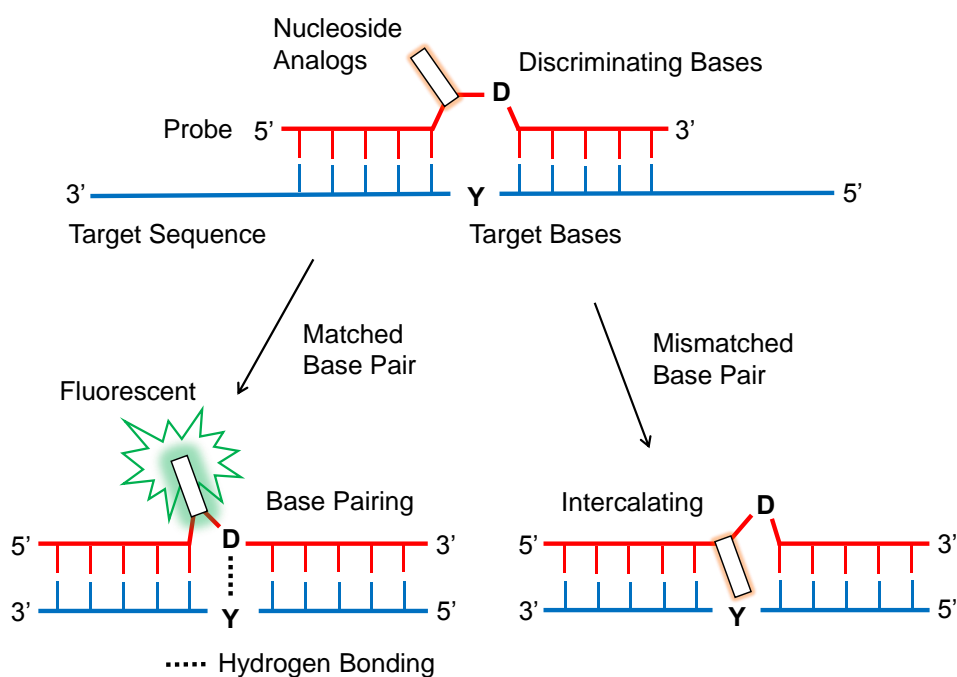 Nucleoside
Analogs
Discriminating Bases
D
Probe 5’ 3’
3’ Y 5’
Target Sequence Target Bases
Matched
Base Pair
Mismatched
Base Pair
Fluorescent
Base Pairing
Intercalating
D
5’ D 3’
5’ 3’
3’ Y 5’
3’ Y 5’
Hydrogen Bonding